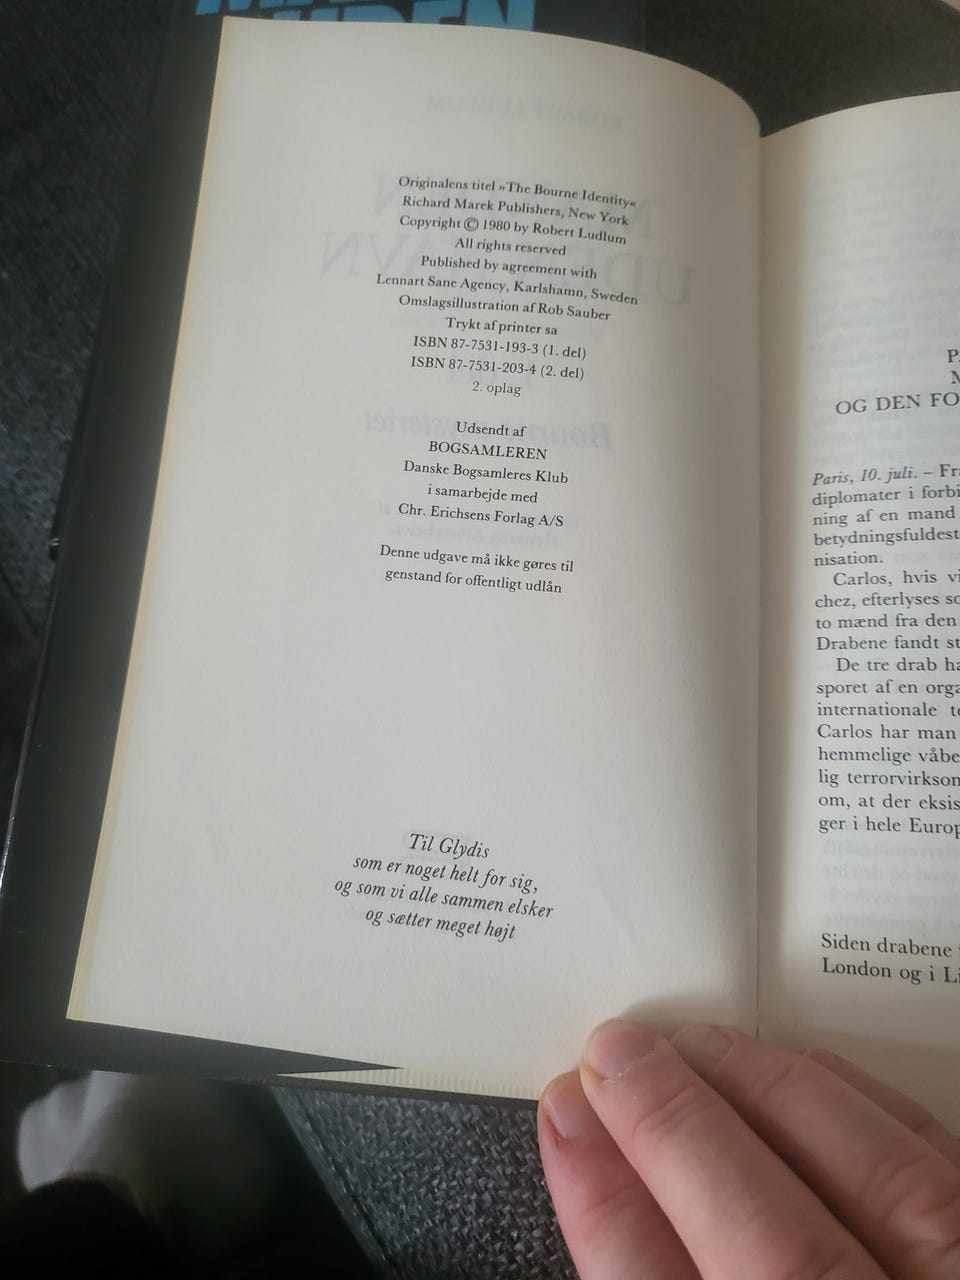 UDEN
Originalens titel »The Bourne Identity«
Richard Marek Publishers, New York
Copyright © 1980 by Robert Ludlum
All rights reserved
Published by agreement with
Lennart Sane Agency, Karlshamn, Sweden
Omslagsillustration af Rob Sauber
Trykt af printer sa
ISBN 87-7531-193-3 (1. del)
ISBN 87-7531-203-4 (2. del)
2. oplag
Udsendt af
BOGSAMLEREN
Danske Bogsamleres Klub
i samarbejde med
Chr. Erichsens Forlag A/S
Denne udgave må ikke gøres til
genstand for offentligt udlån
Til Glydis
som er noget helt for sig,
og som vi alle sammen elsker
og sætter meget højt
OG DEN FO
Paris, 10. juli. – Fr
diplomater i forbi
ning af en mand
betydningsfuldest
nisation.
Carlos, hvis vi
chez, efterlyses so
to mænd fra den
Drabene fandt st
De tre drab ha
sporet af en orga
internationale te
Carlos har man
hemmelige våbe
lig terrorvirksom
om, at der eksis
ger i hele Europ
Siden drabene
London og i Li